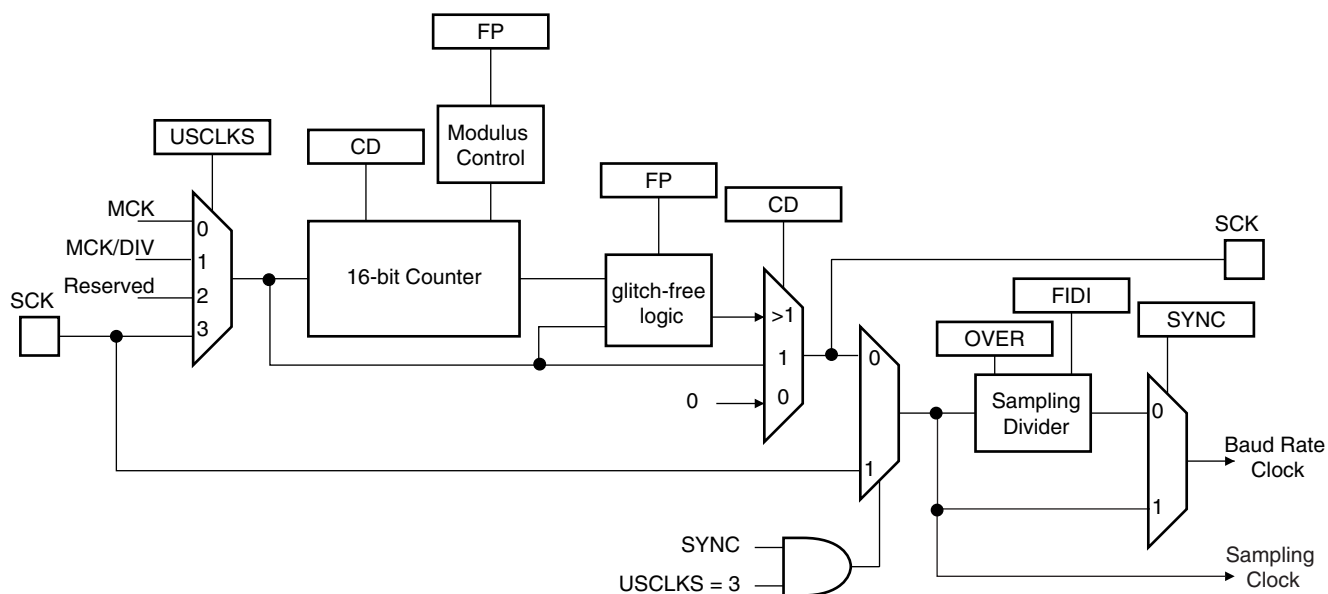 FP
USCLKS
CD
Modulus
Control
FP
CD
MCK
0
MCK/DIV
1
Reserved
2
SCK
3
16-bit Counter
glitch-free
logic
>1
1
0
0
SCK
FIDI
OVER
SYNC
0
1
Sampling
Divider
0
1
Baud Rate
Clock
SYNC
USCLKS = 3
Sampling
Clock